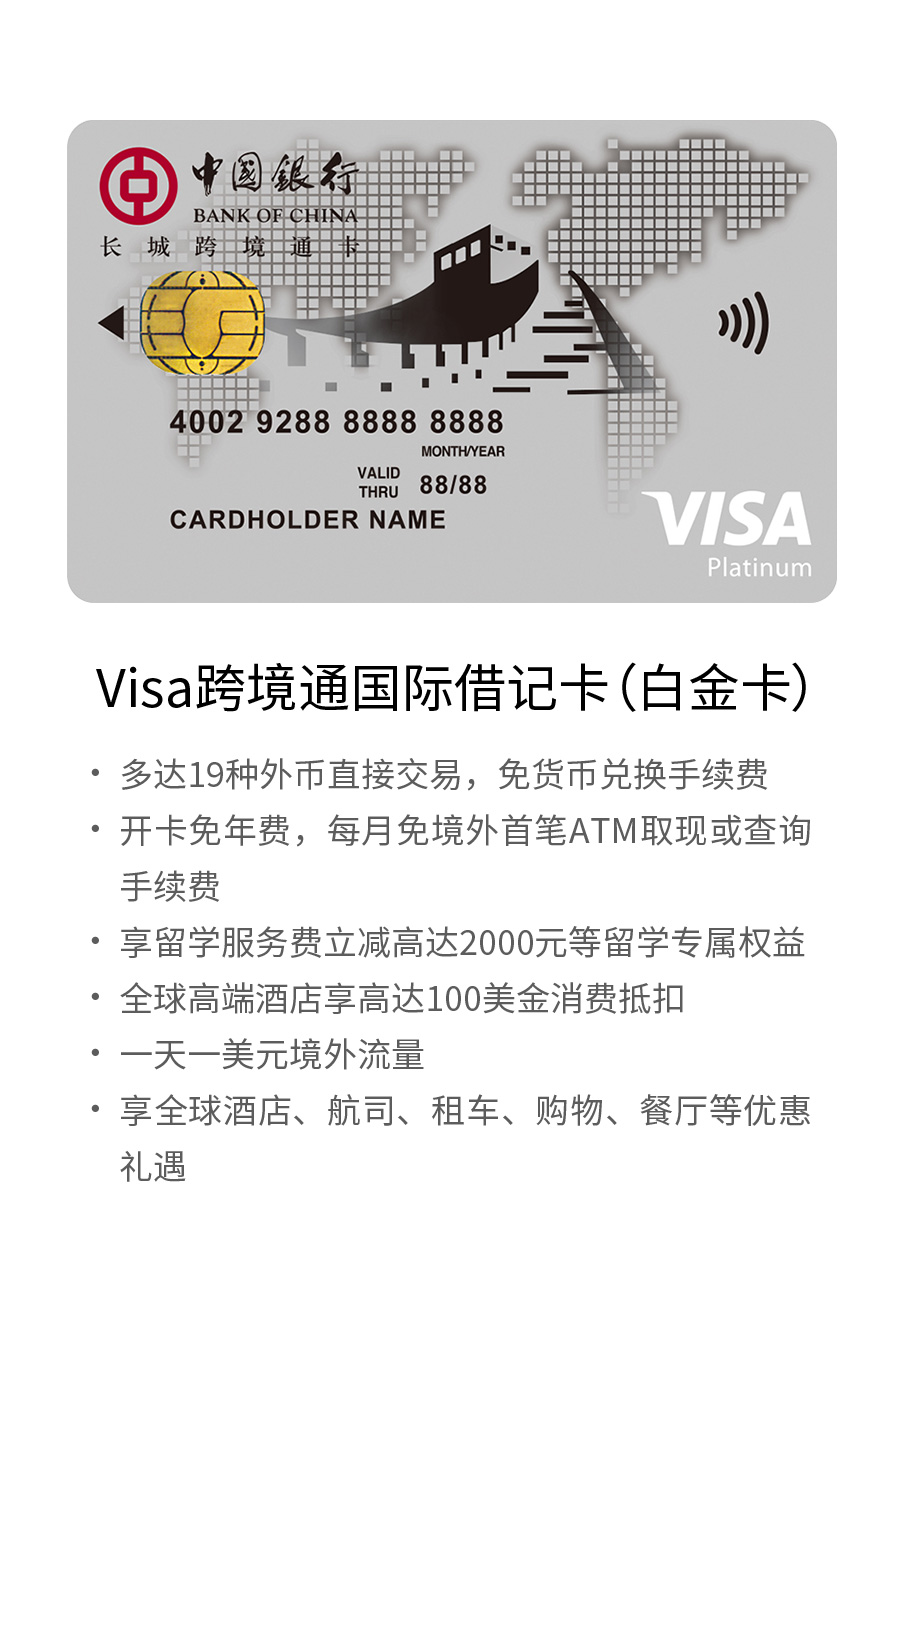 中國銀行
BANK OF CHINA
长城跨境通卡
4002 9288 8888 8888
MONTH/YEAR
VALID THRU 88/88
CARDHOLDER NAME
VISA
Platinum
Visa跨境通国际借记卡（白金卡）
• 多达19种外币直接交易，免货币兑换手续费
• 开卡免年费，每月免境外首笔ATM取现或查询
手续费
• 享留学服务费立减高达2000元等留学专属权益
• 全球高端酒店享高达100美金消费抵扣
• 一天一美元境外流量
• 享全球酒店、航司、租车、购物、餐厅等优惠
礼遇